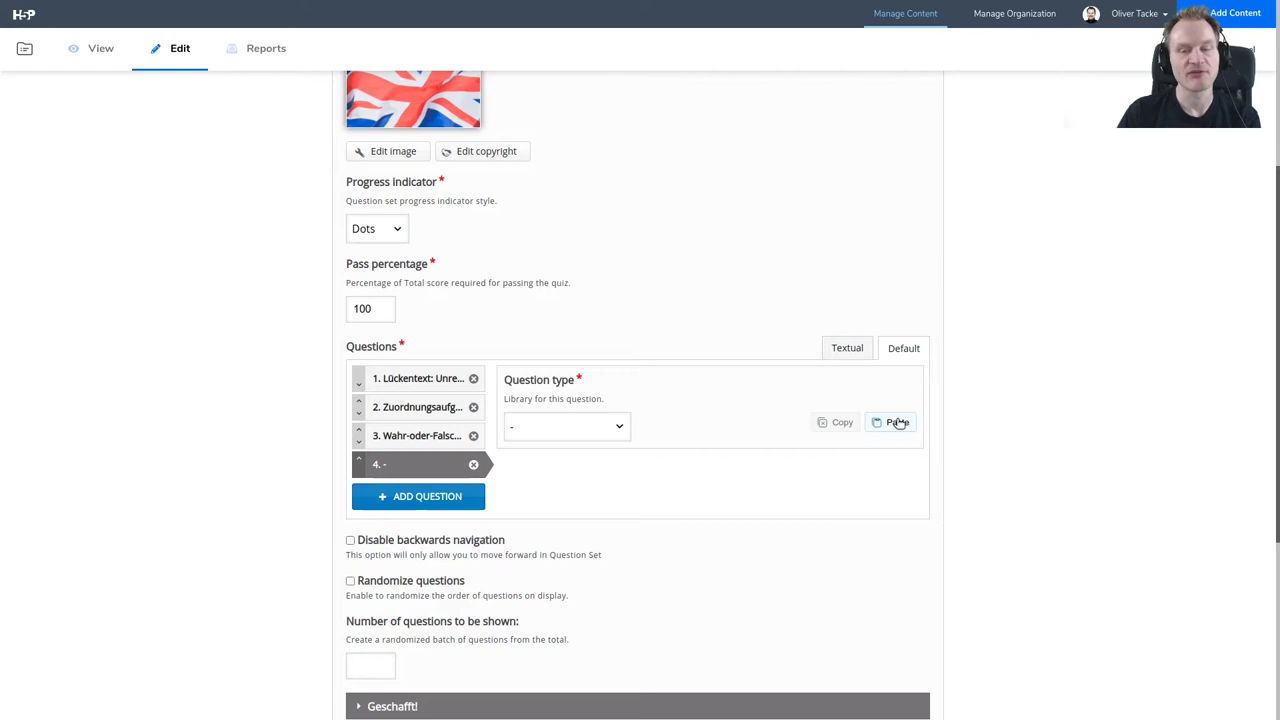 H5P
Manage Content
Manage Organization
Oliver Tacke
Add Content
View
Edit
Reports
Edit image
Edit copyright
Progress indicator *
Question set progress indicator style.
Dots
Pass percentage *
Percentage of Total score required for passing the quiz.
100
Questions *
Textual
Default
1. Lückentext: Unre...
2. Zuordnungsaufg...
3. Wahr-oder-Falsc...
4. -
+ ADD QUESTION
Question type *
Library for this question.
-
Copy
Paste
Disable backwards navigation
This option will only allow you to move forward in Question Set
Randomize questions
Enable to randomize the order of questions on display.
Number of questions to be shown:
Create a randomized batch of questions from the total.
Geschafft!